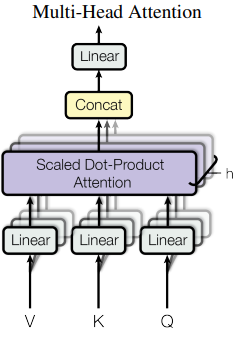 Multi-Head Attention
Linear
Concat
Scaled Dot-Product
Attention
h
Linear
Linear
Linear
V
K
Q